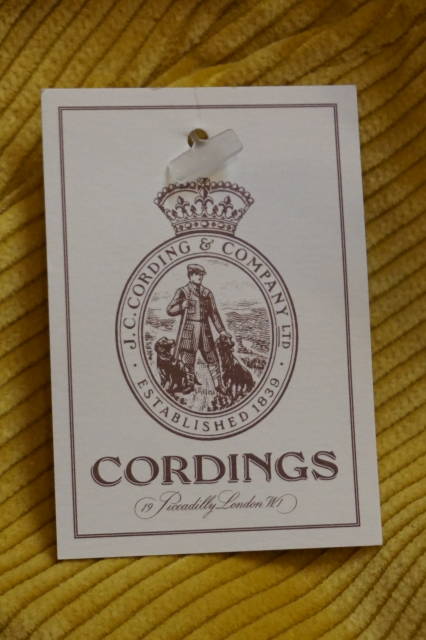 · J.C. CORDING & COMPANY LTD ·
ESTABLISHED 1839
CORDINGS
19 Piccadilly London W1